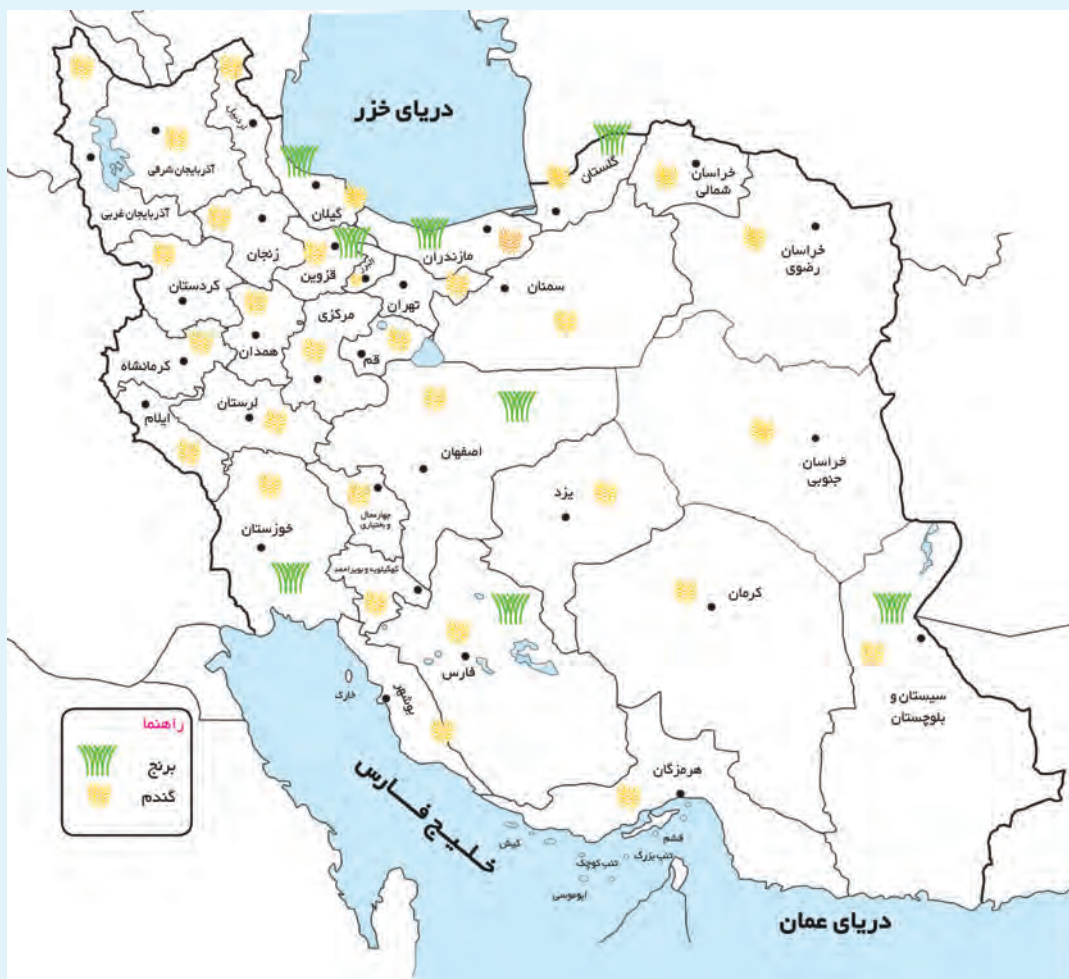 دریای خزر
اردبیل
آذربایجان شرقی
آذربایجان غربی
گیلان
گلستان
خراسان
شمالی
خراسان
رضوی
مازندران
زنجان
قزوین
البرز
تهران
سمنان
کردستان
مرکزی
همدان
قم
کرمانشاه
لرستان
ایلام
اصفهان
خراسان
جنوبی
یزد
چهارمحال
و بختیاری
خوزستان
کهگیلویه و بویراحمد
کرمان
فارس
سیستان و
بلوچستان
خارک
بوشهر
هرمزگان
خلیج فارس
کیش
قشم
تنب بزرگ
تنب کوچک
ابوموسی
دریای عمان
راهنما
برنج
گندم